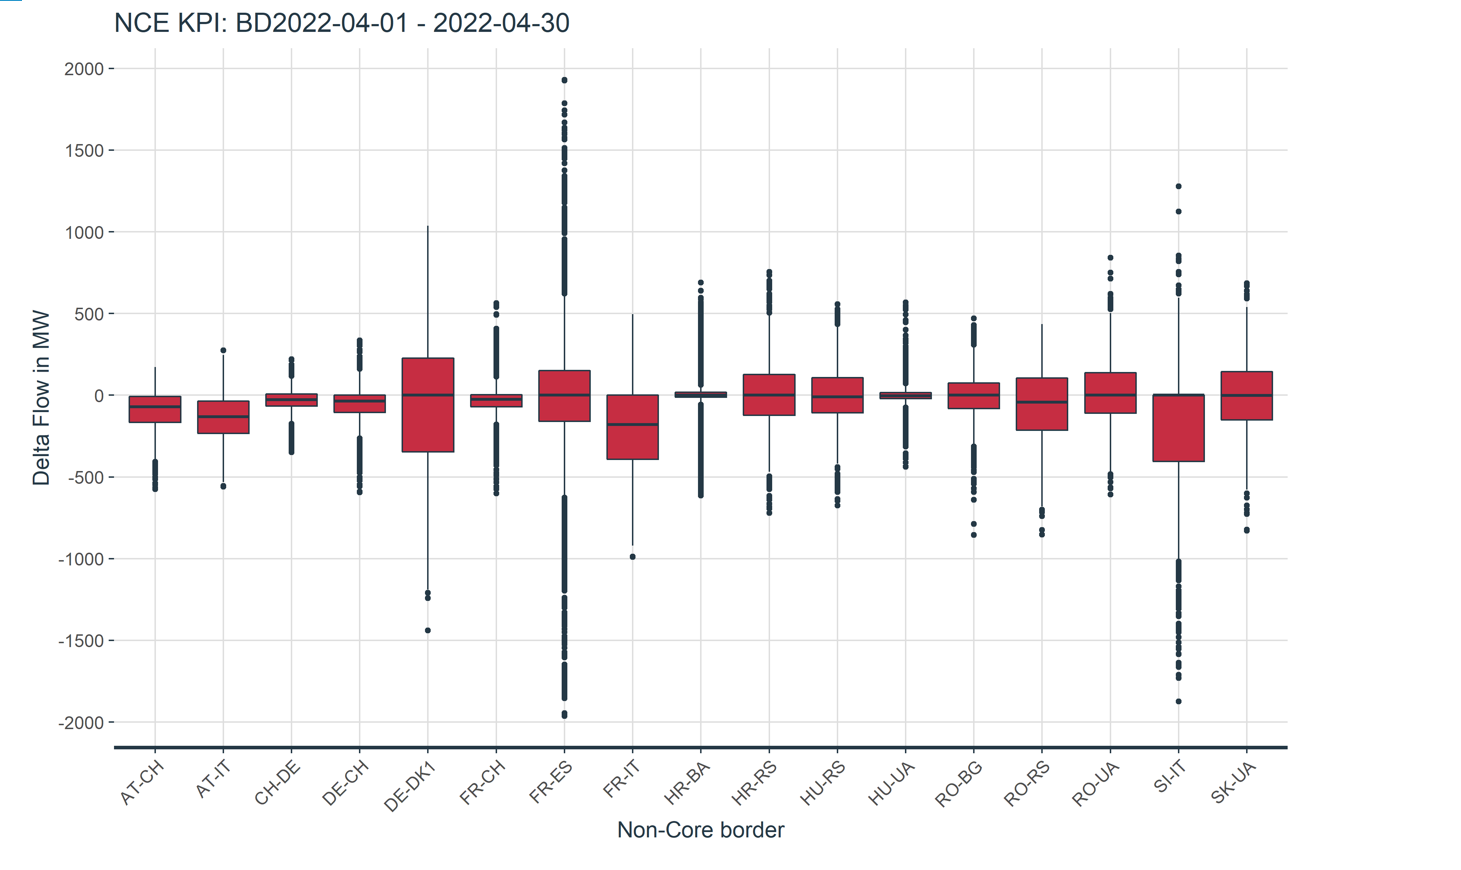 NCE KPI: BD2022-04-01 - 2022-04-30
Delta Flow in MW
2000
1500
1000
500
0
-500
-1000
-1500
-2000
AT-CH
AT-IT
CH-DE
DE-CH
DE-DK1
FR-CH
FR-ES
FR-IT
HR-BA
HR-RS
HU-RS
HU-UA
RO-BG
RO-RS
RO-UA
SI-IT
SK-UA
Non-Core border